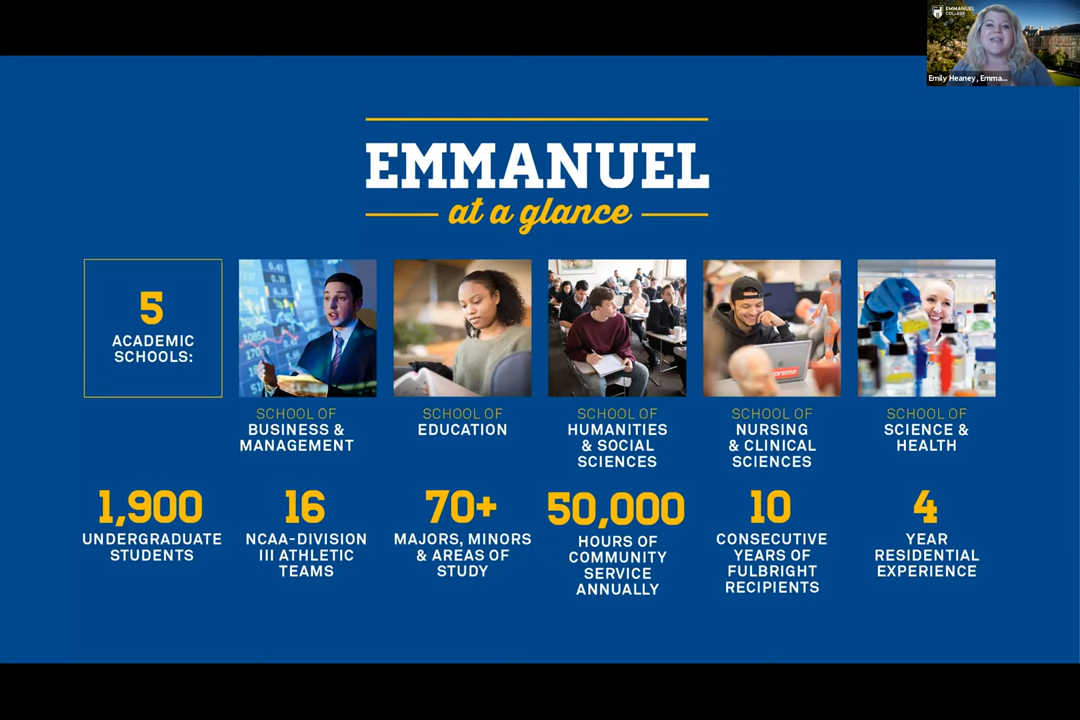 EMMANUEL
COLLEGE
Emily Heaney, Emma...
EMMANUEL
at a glance
5
ACADEMIC
SCHOOLS:
SCHOOL OF
BUSINESS &
MANAGEMENT
SCHOOL OF
EDUCATION
SCHOOL OF
HUMANITIES
& SOCIAL
SCIENCES
SCHOOL OF
NURSING
& CLINICAL
SCIENCES
SCHOOL OF
SCIENCE &
HEALTH
1,900
UNDERGRADUATE
STUDENTS
16
NCAA-DIVISION
III ATHLETIC
TEAMS
70+
MAJORS, MINORS
& AREAS OF
STUDY
50,000
HOURS OF
COMMUNITY
SERVICE
ANNUALLY
10
CONSECUTIVE
YEARS OF
FULBRIGHT
RECIPIENTS
4
YEAR
RESIDENTIAL
EXPERIENCE